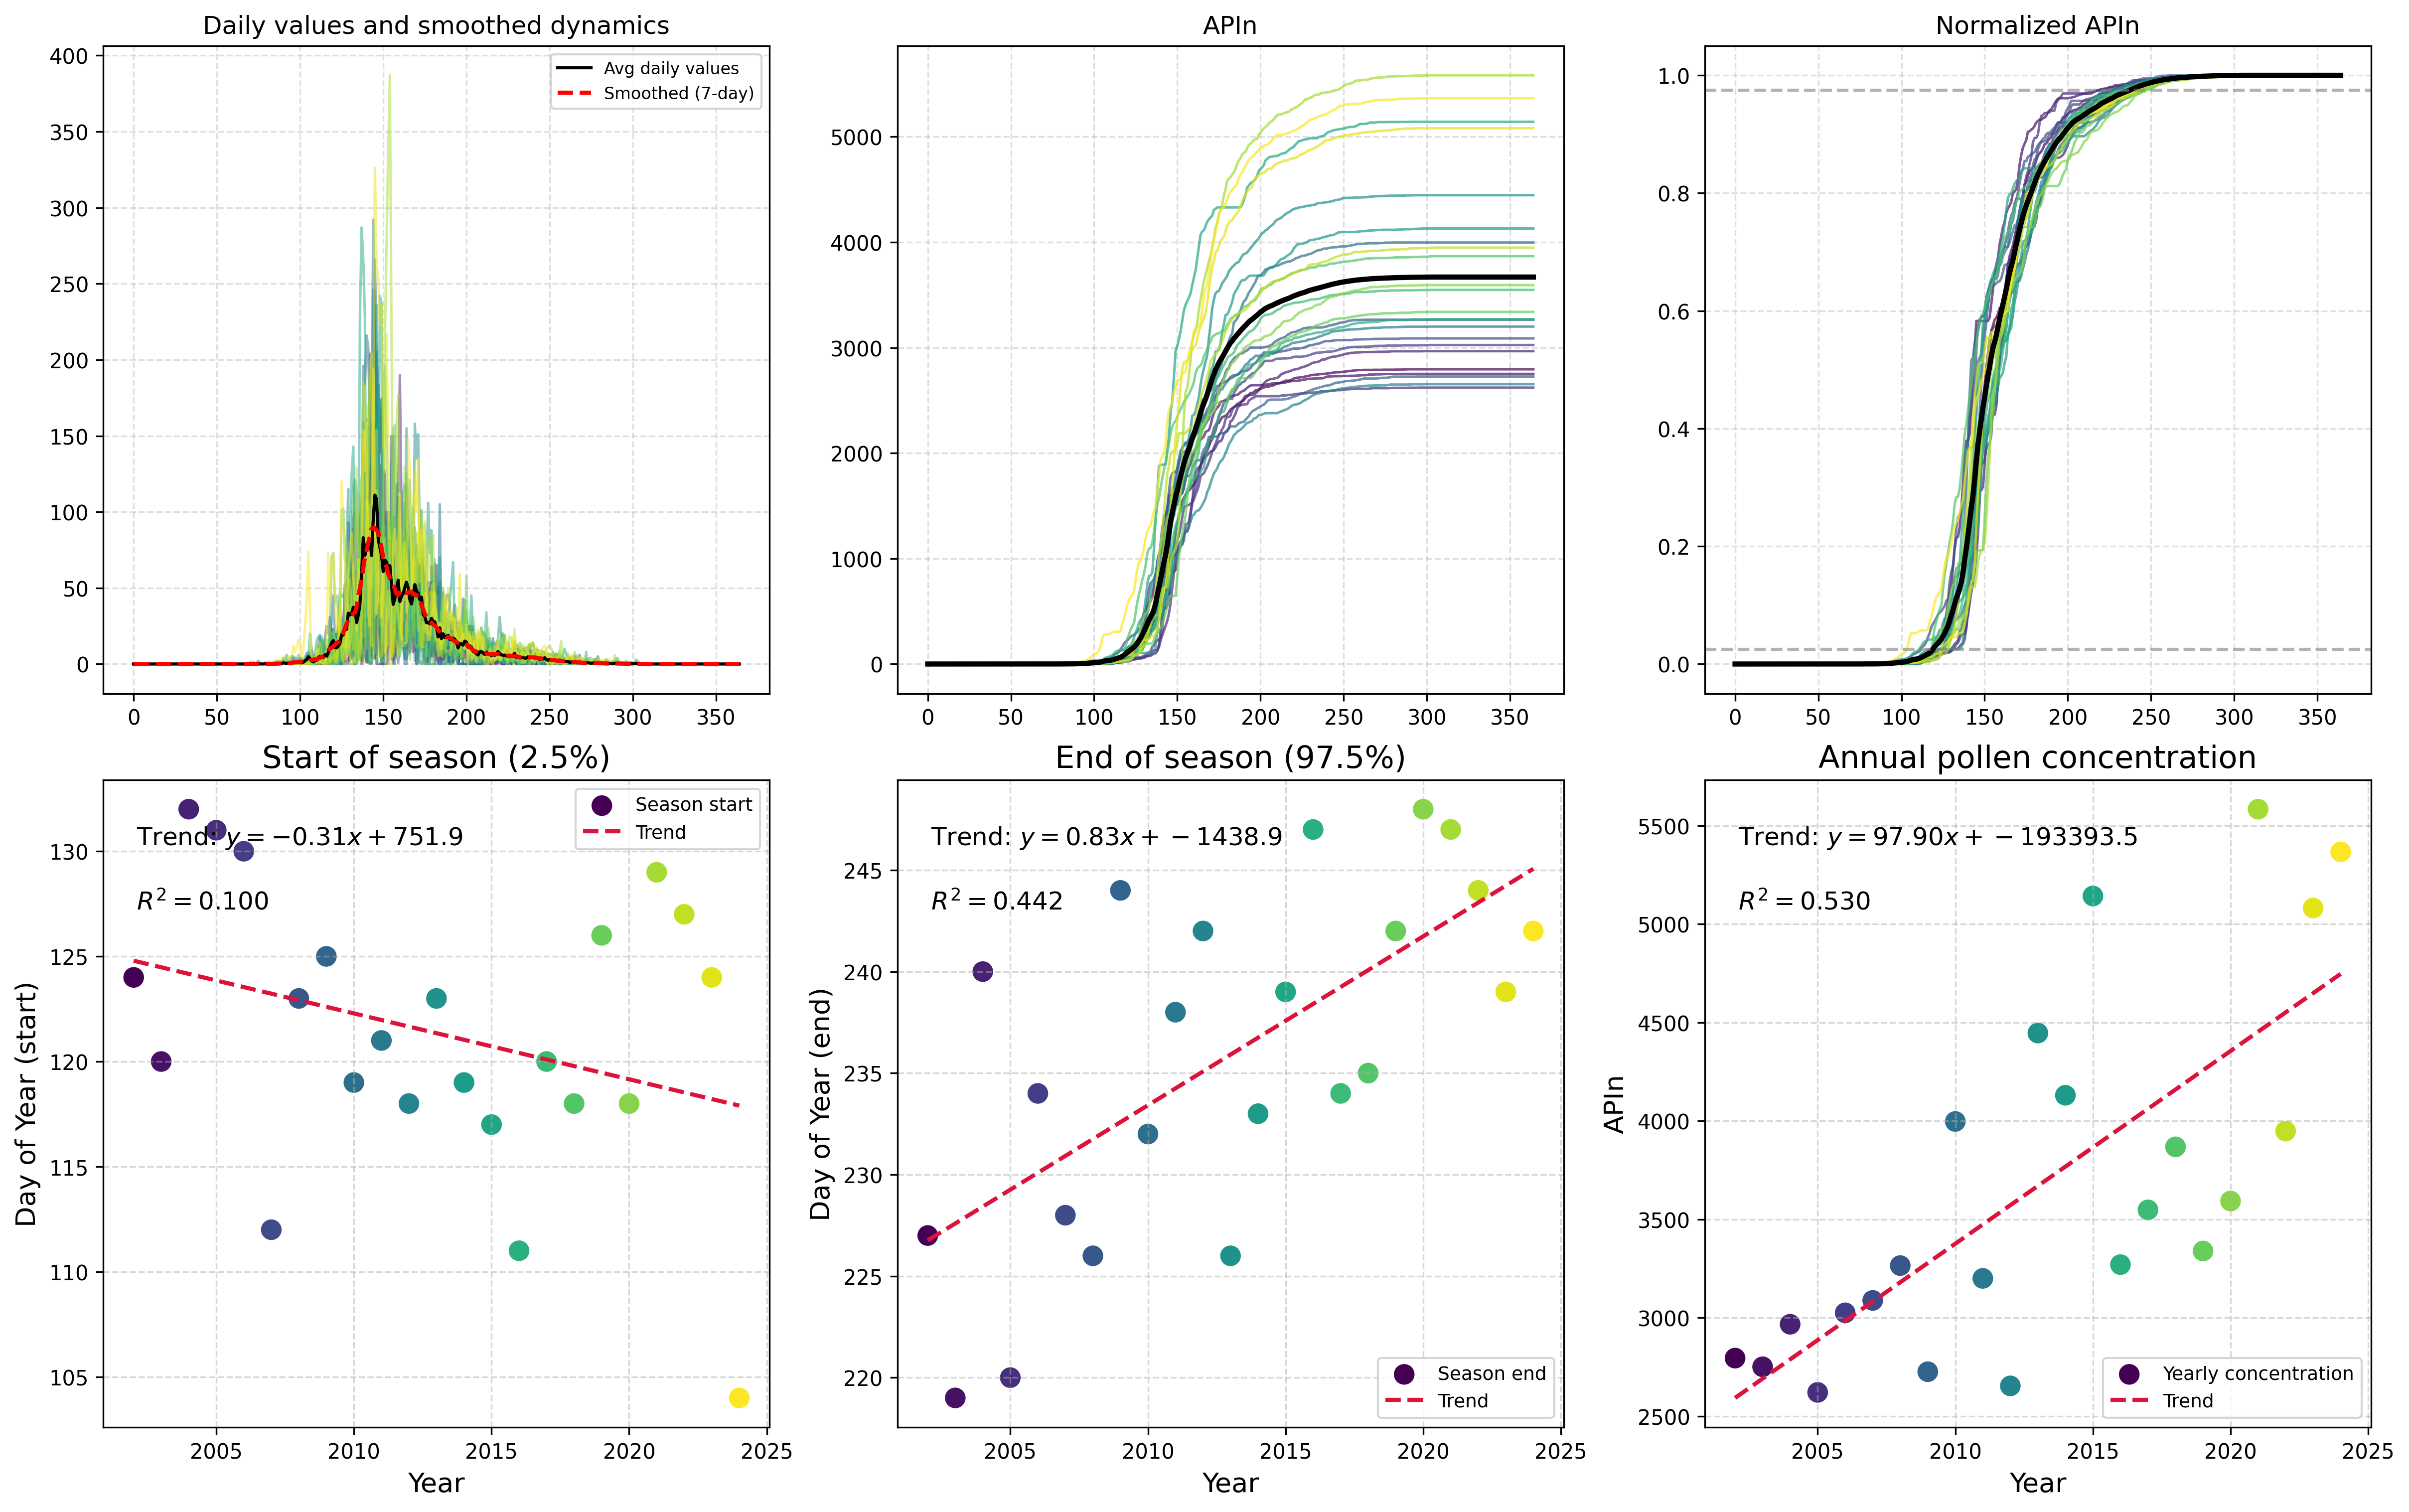 Daily values and smoothed dynamics
400
350
300
250
200
150
100
50
0
Avg daily values
Smoothed (7-day)
0 50 100 150 200 250 300 350
APIn
5000
4000
3000
2000
1000
0
0 50 100 150 200 250 300 350
Normalized APIn
1.0
0.8
0.6
0.4
0.2
0.0
0 50 100 150 200 250 300 350
Start of season (2.5%)
Day of Year (start)
130
125
120
115
110
105
Trend: y = −0.31x + 751.9
R² = 0.100
Season start
Trend
2005 2010 2015 2020 2025
Year
End of season (97.5%)
Day of Year (end)
245
240
235
230
225
220
Trend: y = 0.83x + −1438.9
R² = 0.442
Season end
Trend
2005 2010 2015 2020 2025
Year
Annual pollen concentration
APIn
5500
5000
4500
4000
3500
3000
2500
Trend: y = 97.90x + −193393.5
R² = 0.530
Yearly concentration
Trend
2005 2010 2015 2020 2025
Year